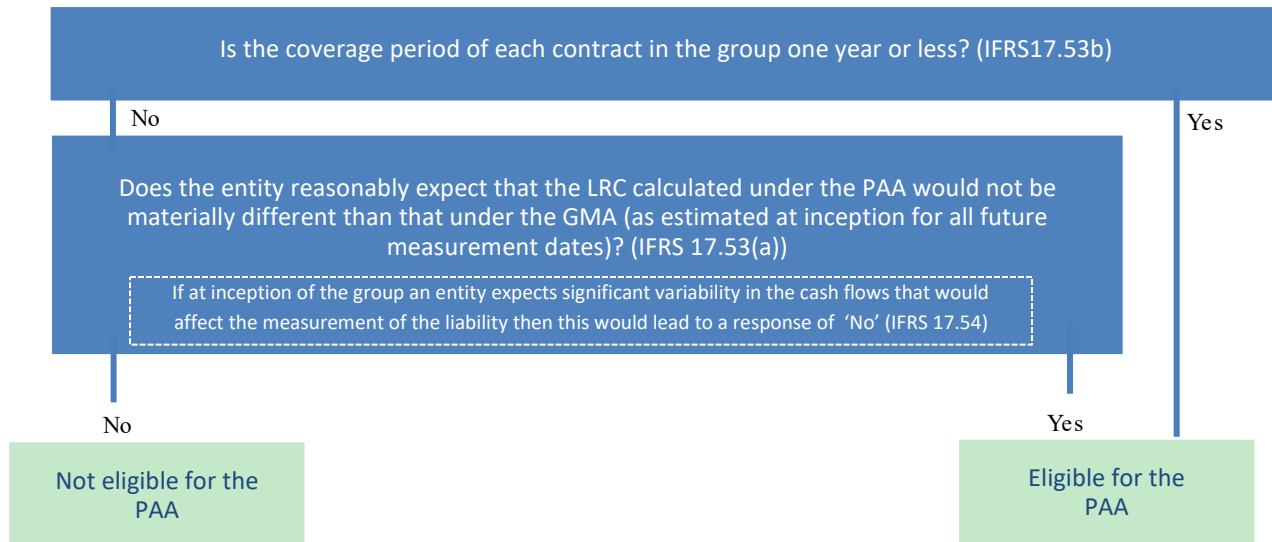 Is the coverage period of each contract in the group one year or less? (IFRS17.53b)
No
Yes
Does the entity reasonably expect that the LRC calculated under the PAA would not be
materially different than that under the GMA (as estimated at inception for all future
measurement dates)? (IFRS 17.53(a))
If at inception of the group an entity expects significant variability in the cash flows that would
affect the measurement of the liability then this would lead to a response of ‘No’ (IFRS 17.54)
No
Yes
Not eligible for the
PAA
Eligible for the
PAA